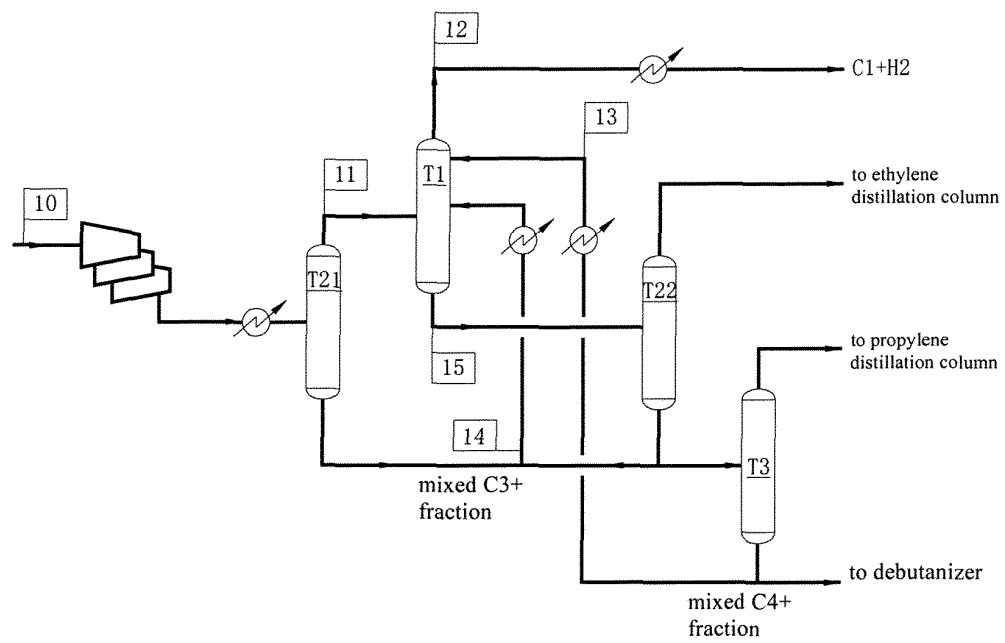 12
C1+H2
13
T1
11
to ethylene
distillation column
10
T21
T22
to propylene
distillation column
15
14
T3
mixed C3+
fraction
to debutanizer
mixed C4+
fraction